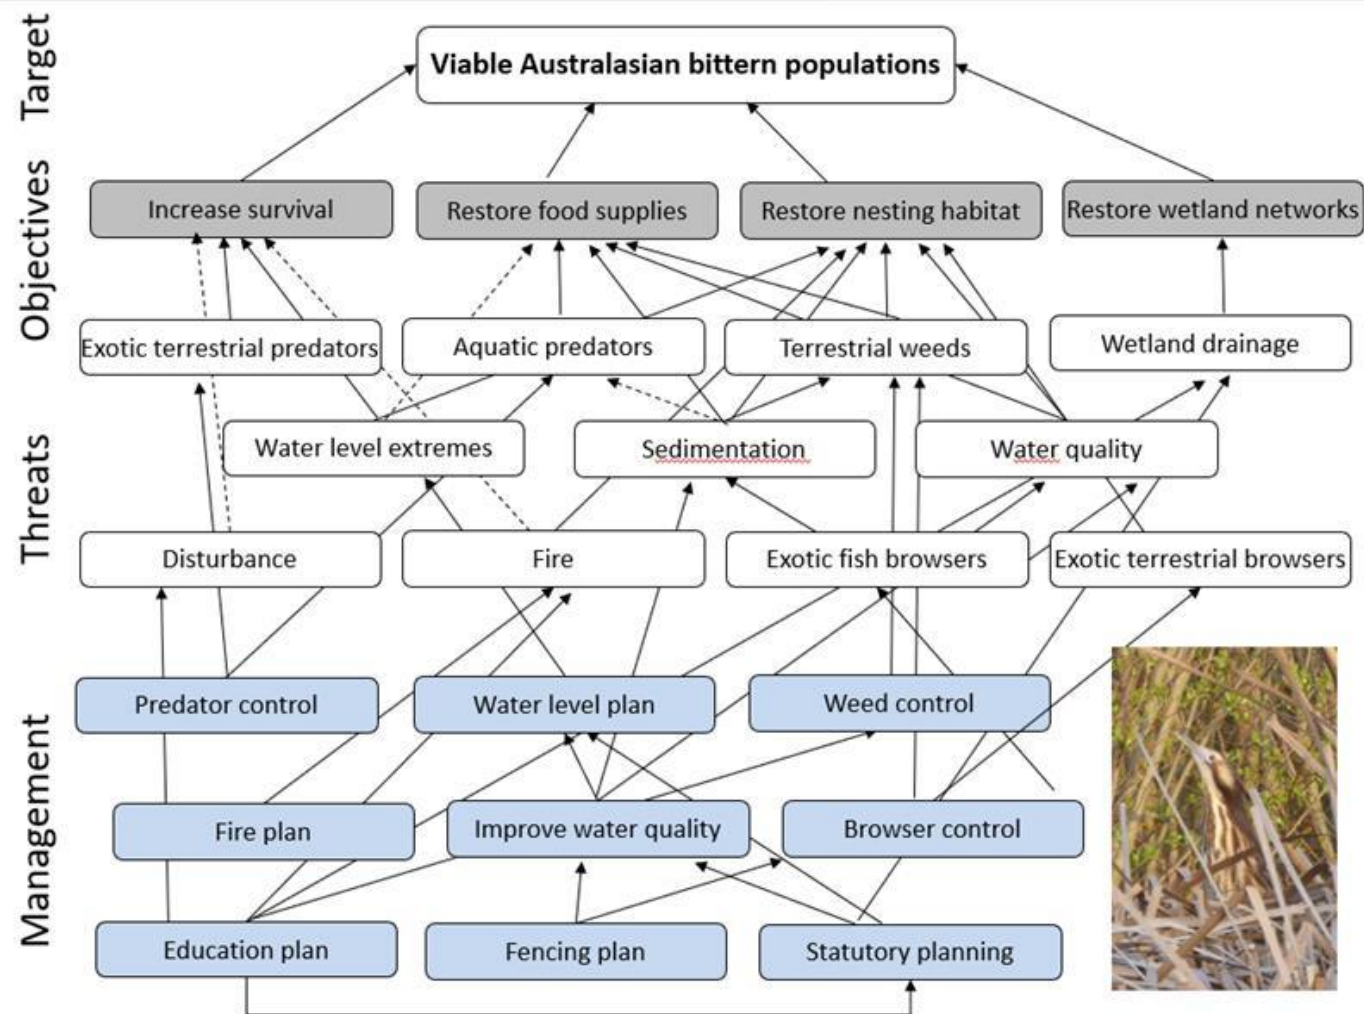 Target
Viable Australasian bittern populations
Objectives
Increase survival
Restore food supplies
Restore nesting habitat
Restore wetland networks
Threats
Exotic terrestrial predators
Aquatic predators
Terrestrial weeds
Wetland drainage
Water level extremes
Sedimentation
Water quality
Disturbance
Fire
Exotic fish browsers
Exotic terrestrial browsers
Management
Predator control
Water level plan
Weed control
Fire plan
Improve water quality
Browser control
Education plan
Fencing plan
Statutory planning